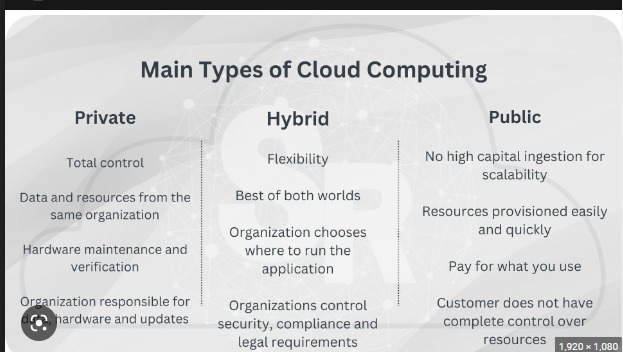 Main Types of Cloud Computing
Private
Total control
Data and resources from the
same organization
Hardware maintenance and
verification
Organization responsible for
hardware and updates
Hybrid
Flexibility
Best of both worlds
Organization chooses
where to run the
application
Organizations control
security, compliance and
legal requirements
Public
No high capital ingestion for
scalability
Resources provisioned easily
and quickly
Pay for what you use
Customer does not have
complete control over
resources
SR
1,920 × 1,080